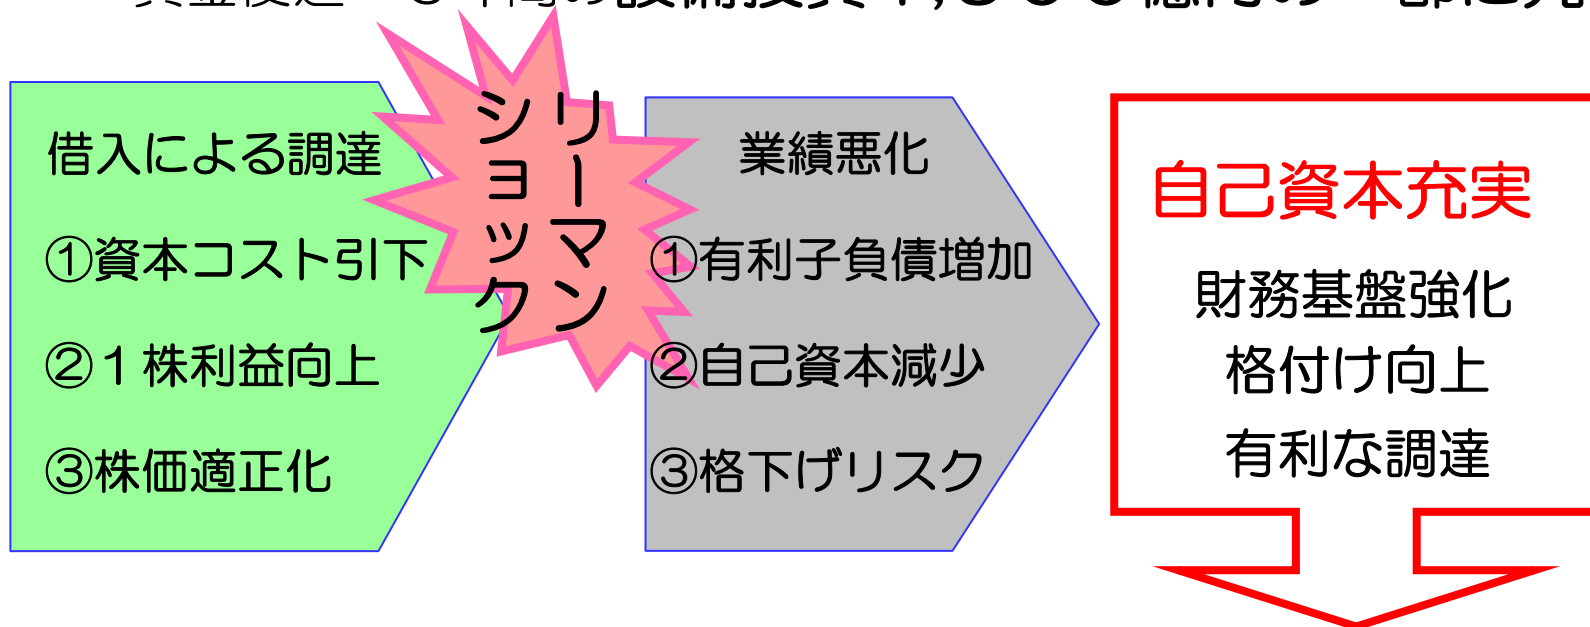 設備投資
借入による調達
①資本コスト引下
②１株利益向上
③株価適正化
リーマン
ショック
業績悪化
①有利子負債増加
②自己資本減少
③格下げリスク
自己資本充実
財務基盤強化
格付け向上
有利な調達